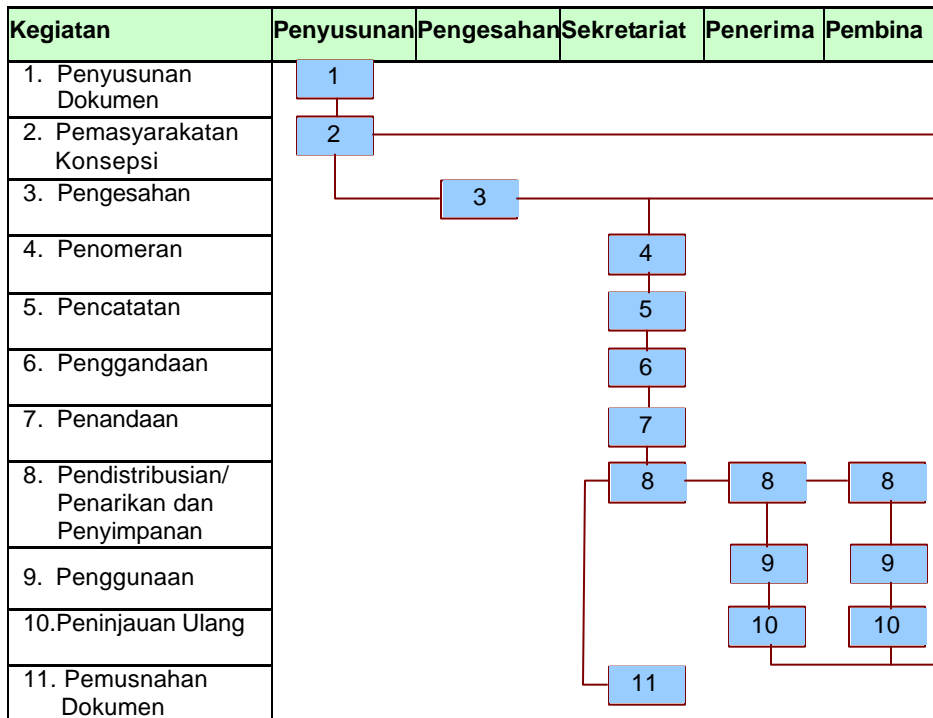 Kegiatan Penyusunan Pengesahan Sekretariat Penerima Pembina
1. Penyusunan
Dokumen
1
2. Pemasyarakatan
Konsepsi
2
3. Pengesahan
3
4. Penomeran
4
5. Pencatatan
5
6. Penggandaan
6
7. Penandaan
7
8. Pendistribusian/
Penarikan dan
Penyimpanan
8 8 8
9. Penggunaan
9 9
10.Peninjauan Ulang
10 10
11. Pemusnahan
Dokumen
11